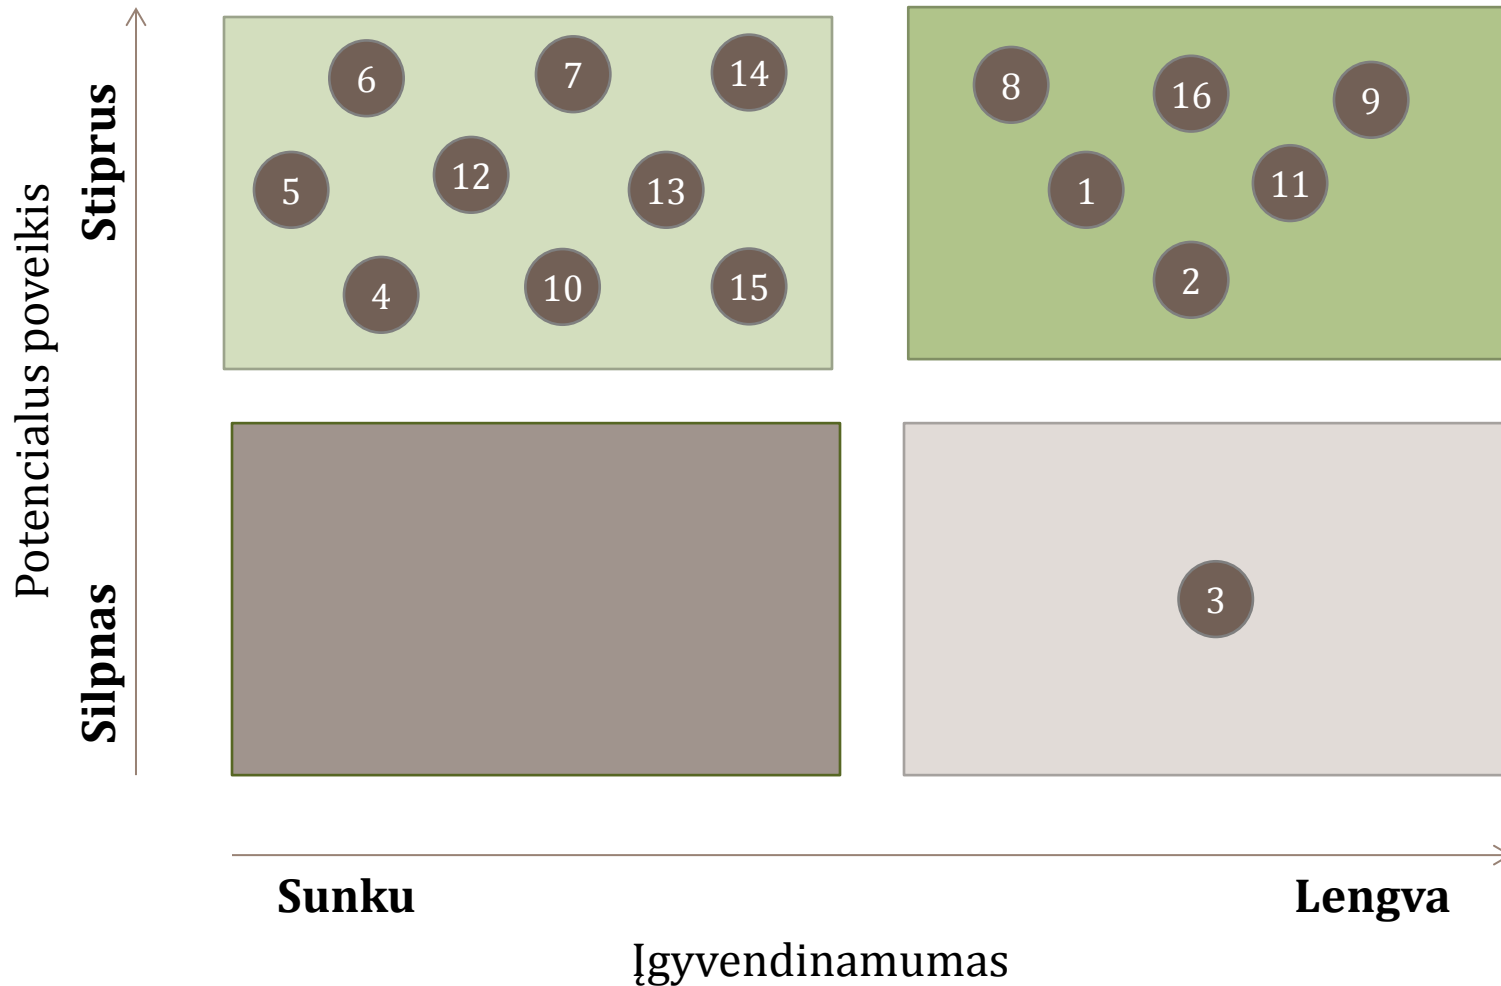 Potencialus poveikis
Stiprus
Silpnas
6
7
14
5
12
13
4
10
15
8
16
9
1
11
2
3
Sunku
Lengva
Įgyvendinamumas